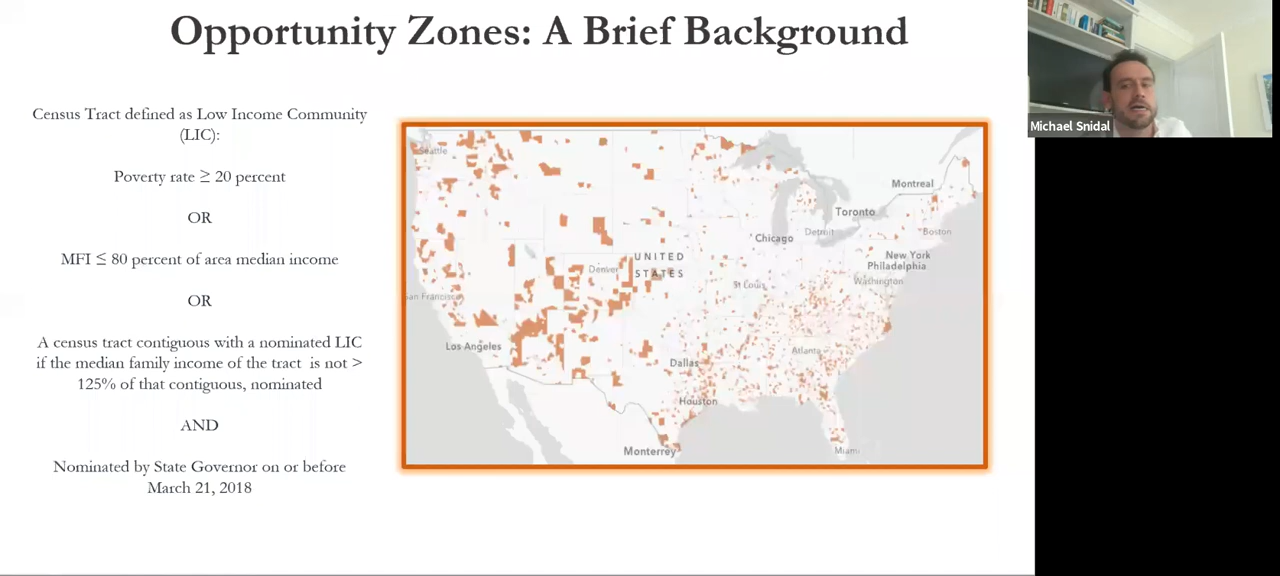 Opportunity Zones: A Brief Background
Census Tract defined as Low Income Community
(LIC):
Poverty rate ≥ 20 percent
OR
MFI ≤ 80 percent of area median income
OR
A census tract contiguous with a nominated LIC
if the median family income of the tract is not >
125% of that contiguous, nominated
AND
Nominated by State Governor on or before
March 21, 2018
Seattle
Montreal
Toronto
Boston
Chicago
Detroit
UNITED
STATES
New York
Philadelphia
Denver
Washington
St Louis
San Francisco
Los Angeles
Atlanta
Dallas
Houston
Monterrey
Miami
Michael Snidal